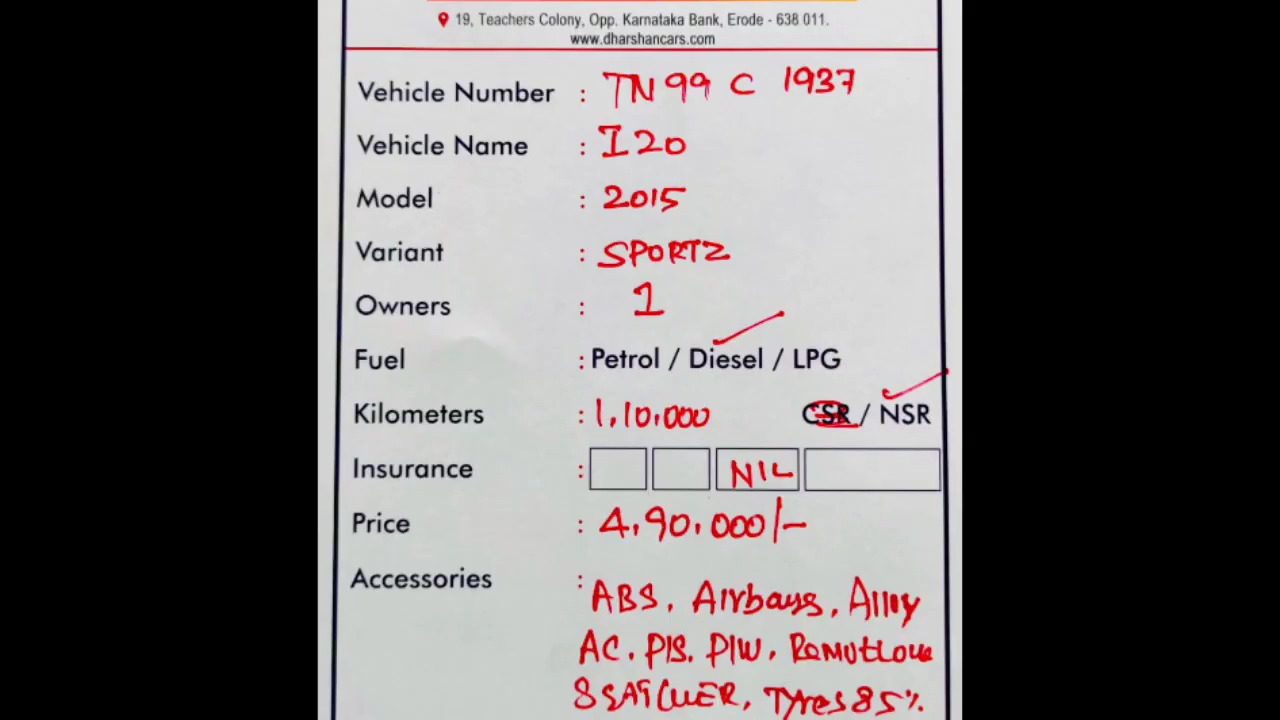 19, Teachers Colony, Opp. Karnataka Bank, Erode - 638 011.
www.dharshancars.com
Vehicle Number : TN 99 C 1937
Vehicle Name : I20
Model : 2015
Variant : SPORTZ
Owners : 1
Fuel : Petrol / Diesel / LPG
Kilometers : 1,10,000 CSR / NSR
Insurance : NIL
Price : 4,90,000/-
Accessories : ABS, Airbags, Alloy
AC, P/S, P/W,
Tyres 85%